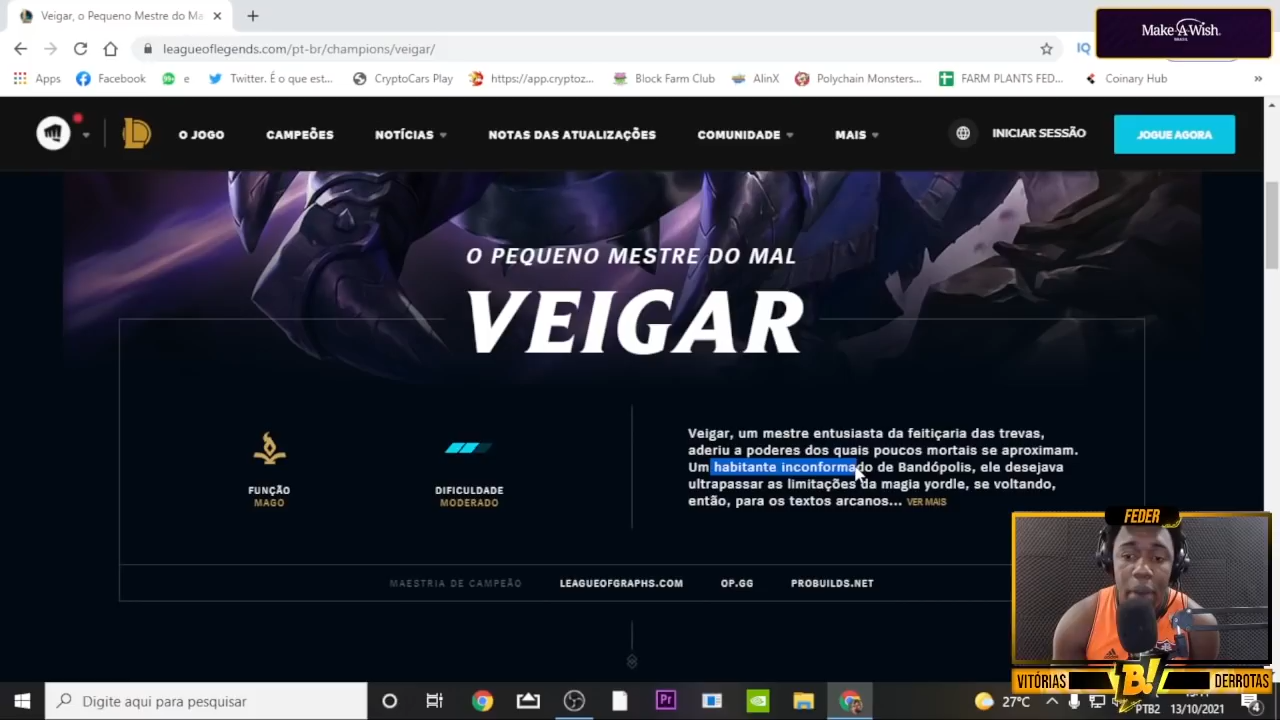 Veigar, o Pequeno Mestre do Ma
leagueoflegends.com/pt-br/champions/veigar/
IQ
Make-A-Wish
BRASIL
Apps
Facebook
e
Twitter. É o que est...
CryptoCars Play
https://app.cryptoz...
Block Farm Club
AlinX
Polychain Monsters...
FARM PLANTS FED...
Coinary Hub
»
O JOGO
CAMPEÕES
NOTÍCIAS
NOTAS DAS ATUALIZAÇÕES
COMUNIDADE
MAIS
INICIAR SESSÃO
JOGUE AGORA
O PEQUENO MESTRE DO MAL
VEIGAR
FUNÇÃO
MAGO
DIFICULDADE
MODERADO
Veigar, um mestre entusiasta da feitiçaria das trevas,
aderiu a poderes dos quais poucos mortais se aproximam.
Um habitante inconformado de Bandópolis, ele desejava
ultrapassar as limitações da magia yordle, se voltando,
então, para os textos arcanos... VER MAIS
MAESTRIA DE CAMPEÃO
LEAGUEOFGRAPHS.COM
OP.GG
PROBUILDS.NET
FEDER
VITÓRIAS
B!
DERROTAS
Digite aqui para pesquisar
Pr
27°C
PTB2
13/10/2021
4